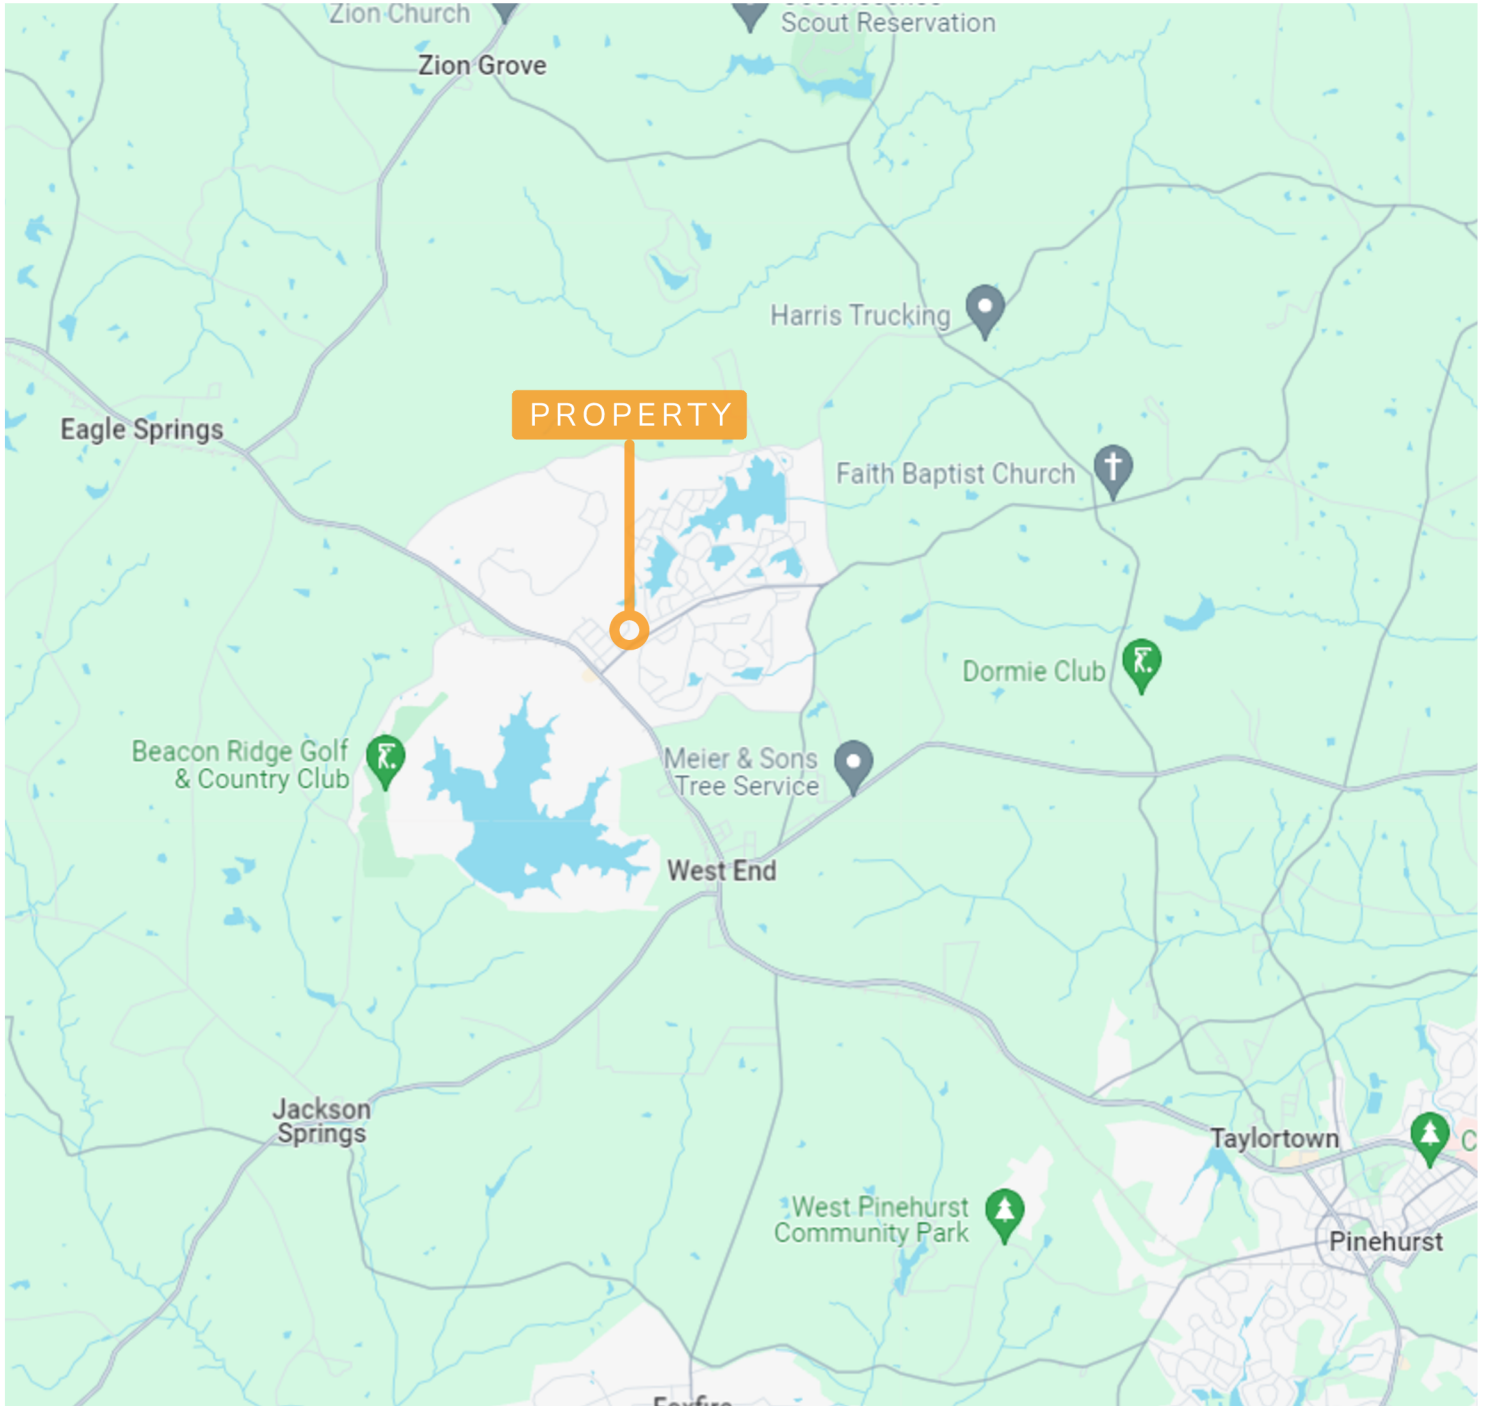 Zion Church
Scout Reservation
Zion Grove
Harris Trucking
PROPERTY
Eagle Springs
Faith Baptist Church
Dormie Club
Beacon Ridge Golf
& Country Club
Meier & Sons
Tree Service
West End
Jackson
Springs
Taylortown
C
West Pinehurst
Community Park
Pinehurst